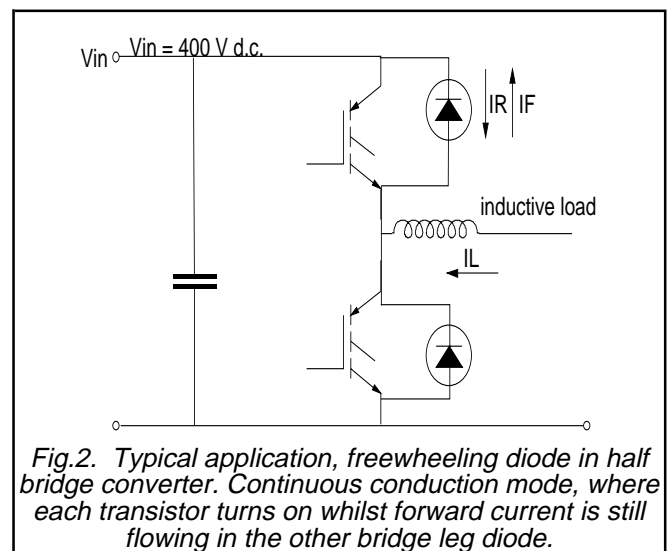 Vin = 400 V d.c.
Vin
IR IF
inductive load
IL
Fig.2. Typical application, freewheeling diode in half
bridge converter. Continuous conduction mode, where
each transistor turns on whilst forward current is still
flowing in the other bridge leg diode.